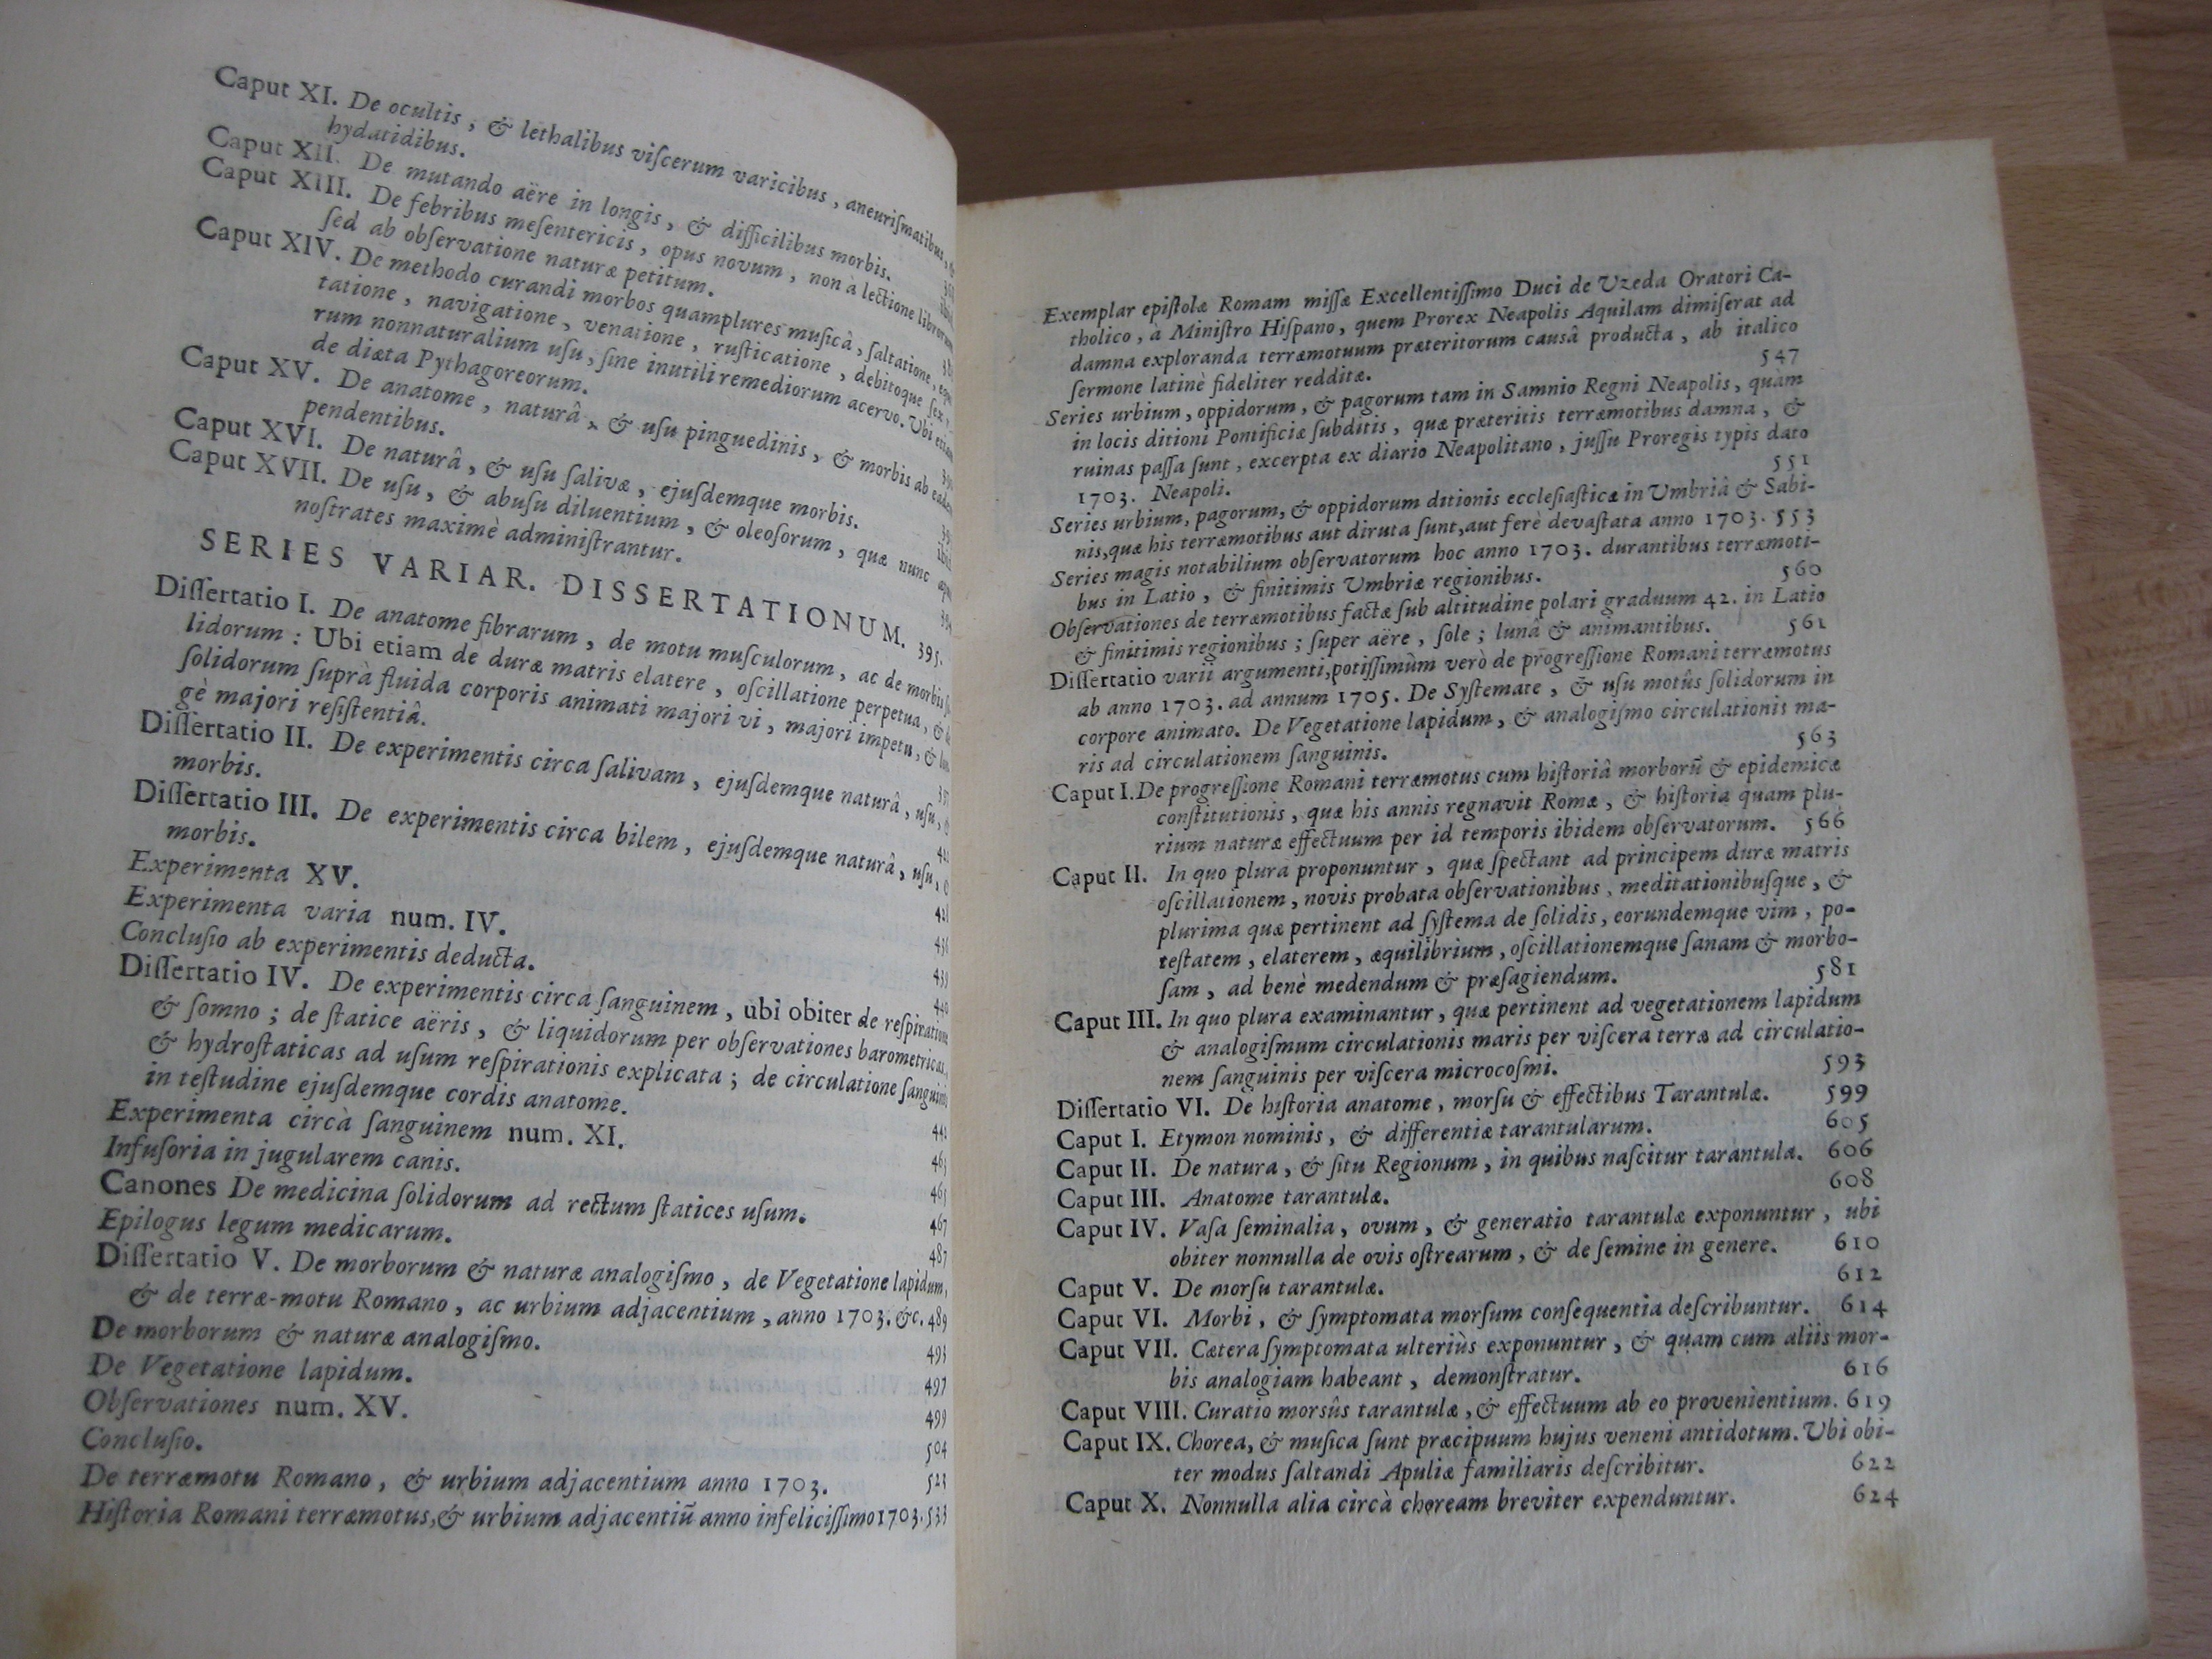 Caput XI. De ocultis, & lethalibus viſcerum varicibus, aneuriſmatibus,
hydatidibus.
Caput XII. De mutando aëre in longis, & difficilibus morbis.
Caput XIII. De febribus meſentericis, opus novum, non à lectione librorum
ſed ab obſervatione naturæ petitum.
Caput XIV. De methodo curandi morbos quamplures muſicâ, ſaltatione,
tatione, navigatione, venatione, ruſticatione, debitoque ſex
rum nonnaturalium uſu, ſine inutili remediorum acervo. Ubi etiam
de diæta Pythagoreorum.
Caput XV. De anatome, naturâ, & uſu pinguedinis, & morbis ab
pendentibus.
Caput XVI. De naturâ, & uſu ſalivæ, ejuſdemque morbis.
Caput XVII. De uſu, & abuſu diluentium, & oleoſorum, quæ nunc
noſtrates maximè adminiſtrantur.
SERIES VARIAR. DISSERTATIONUM. 395.
Diſſertatio I. De anatome fibrarum, de motu muſculorum, ac de morbis
lidorum: Ubi etiam de duræ matris elatere, oſcillatione perpetua, &
ſolidorum ſuprà fluida corporis animati majori vi, majori impetu, &
gè majori reſiſtentiâ.
Diſſertatio II. De experimentis circa ſalivam, ejuſdemque naturâ, uſu,
morbis.
Diſſertatio III. De experimentis circa bilem, ejuſdemque naturâ, uſu,
morbis.
Experimenta XV.
Experimenta varia num. IV.
Concluſio ab experimentis deducta.
Diſſertatio IV. De experimentis circa ſanguinem, ubi obiter de reſpiratione
& ſomno; de ſtatice aëris, & liquidorum per obſervationes barometricas,
& hydroſtaticas ad uſum reſpirationis explicata; de circulatione ſanguinis
in teſtudine ejuſdemque cordis anatome.
Experimenta circà ſanguinem num. XI.
Infuſoria in jugularem canis.
Canones De medicina ſolidorum ad rectum ſtatices uſum.
Epilogus legum medicarum. 487
Diſſertatio V. De morborum & naturæ analogiſmo, de Vegetatione lapidum,
& de terræ-motu Romano, ac urbium adjacentium, anno 1703. &c. 489
De morborum & naturæ analogiſmo. 493
De Vegetatione lapidum. 497
Obſervationes num. XV. 499
Concluſio. 504
De terræmotu Romano, & urbium adjacentium anno 1703. 523
Hiſtoria Romani terræmotus, & urbium adjacentiũ anno infeliciſſimo 1703. 533
Exemplar epiſtolæ Romam miſſæ Excellentiſſimo Duci de Uzeda Oratori Ca-
tholico, à Miniſtro Hiſpano, quem Prorex Neapolis Aquilam dimiſerat ad
damna exploranda terræmotuum præteritorum causâ producta, ab italico
ſermone latinè fideliter redditæ. 547
Series urbium, oppidorum, & pagorum tam in Samnio Regni Neapolis, quàm
in locis ditioni Pontificiæ ſubditis, quæ præteritis terræmotibus damna, &
ruinas paſſa ſunt, excerpta ex diario Neapolitano, juſſu Proregis typis dato
1703. Neapoli. 551
Series urbium, pagorum, & oppidorum ditionis eccleſiaſticæ in Umbriâ & Sabi-
nis, quæ his terræmotibus aut diruta ſunt, aut ferè devaſtata anno 1703. 553
Series magis notabilium obſervatorum hoc anno 1703. durantibus terræmoti-
bus in Latio, & finitimis Umbriæ regionibus. 560
Obſervationes de terræmotibus factæ ſub altitudine polari graduum 42. in Latio
& finitimis regionibus; ſuper aëre, ſole; lunâ & animantibus. 561
Diſſertatio varii argumenti, potiſſimùm verò de progreſſione Romani terræmotus
ab anno 1703. ad annum 1705. De Syſtemate, & uſu motûs ſolidorum in
corpore animato. De Vegetatione lapidum, & analogiſmo circulationis ma-
ris ad circulationem ſanguinis. 563
Caput I. De progreſſione Romani terræmotus cum hiſtoriâ morborũ & epidemicæ
conſtitutionis, quæ his annis regnavit Romæ, & hiſtoria quam plu-
rium naturæ effectuum per id temporis ibidem obſervatorum. 566
Caput II. In quo plura proponuntur, quæ ſpectant ad principem duræ matris
oſcillationem, novis probata obſervationibus, meditationibuſque, &
plurima quæ pertinent ad ſyſtema de ſolidis, eorundemque vim, po-
teſtatem, elaterem, æquilibrium, oſcillationemque ſanam & morbo-
ſam, ad benè medendum & præſagiendum. 581
Caput III. In quo plura examinantur, quæ pertinent ad vegetationem lapidum
& analogiſmum circulationis maris per viſcera terræ ad circulatio-
nem ſanguinis per viſcera microcoſmi. 593
Diſſertatio VI. De hiſtoria anatome, morſu & effectibus Tarantulæ. 599
Caput I. Etymon nominis, & differentiæ tarantularum. 605
Caput II. De natura, & ſitu Regionum, in quibus naſcitur tarantula. 606
Caput III. Anatome tarantulæ. 608
Caput IV. Vaſa ſeminalia, ovum, & generatio tarantulæ exponuntur, ubi
obiter nonnulla de ovis oſtrearum, & de ſemine in genere. 610
Caput V. De morſu tarantulæ. 612
Caput VI. Morbi, & ſymptomata morſum conſequentia deſcribuntur. 614
Caput VII. Cætera ſymptomata ulteriùs exponuntur, & quam cum aliis mor-
bis analogiam habeant, demonſtratur. 616
Caput VIII. Curatio morsûs tarantulæ, & effectuum ab eo provenientium. 619
Caput IX. Chorea, & muſica ſunt præcipuum hujus veneni antidotum. Ubi obi-
ter modus ſaltandi Apuliæ familiaris deſcribitur. 622
Caput X. Nonnulla alia circà choream breviter expenduntur. 624